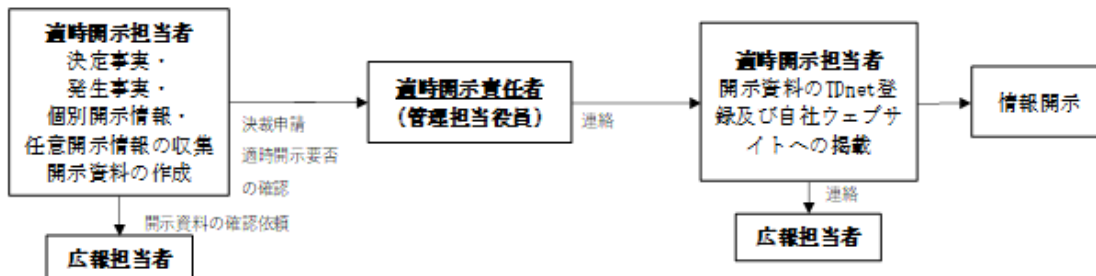 適時開示担当者
決定事実・
発生事実・
個別開示情報・
任意開示情報の収集
開示資料の作成
決裁申請
適時開示要否
の確認
開示資料の確認依頼
広報担当者
適時開示責任者
(管理担当役員)
連絡
適時開示担当者
開示資料のTDnet登
録及び自社ウェブサ
イトへの掲載
連絡
広報担当者
情報開示